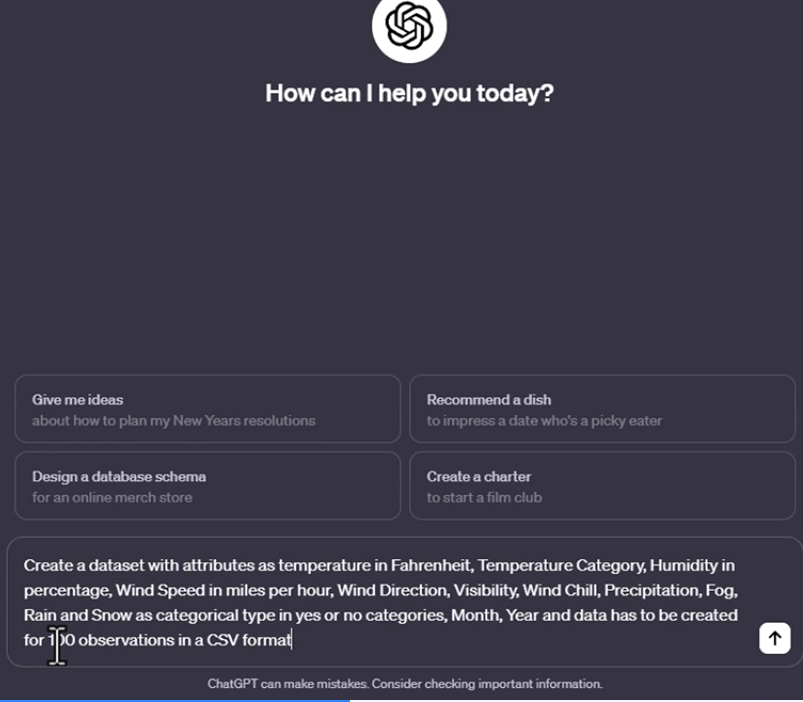 How can I help you today?
Give me ideas
about how to plan my New Years resolutions
Recommend a dish
to impress a date who's a picky eater
Design a database schema
for an online merch store
Create a charter
to start a film club
Create a dataset with attributes as temperature in Fahrenheit, Temperature Category, Humidity in
percentage, Wind Speed in miles per hour, Wind Direction, Visibility, Wind Chill, Precipitation, Fog,
Rain and Snow as categorical type in yes or no categories, Month, Year and data has to be created
for 100 observations in a CSV format
ChatGPT can make mistakes. Consider checking important information.